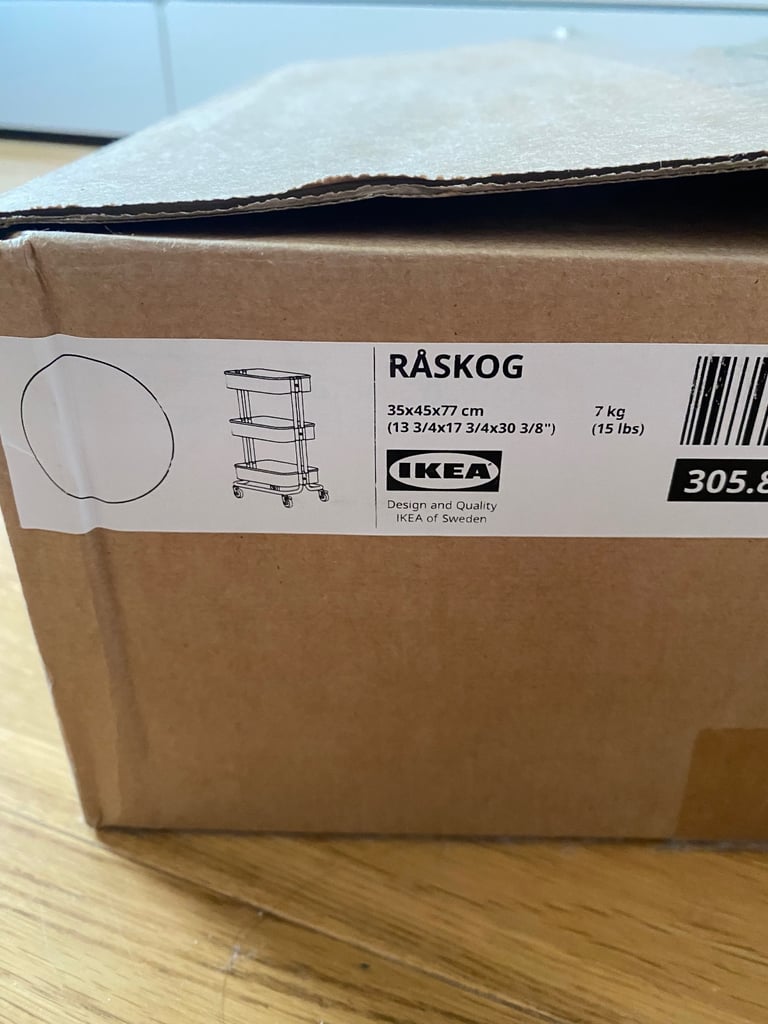 RÅSKOG
35x45x77 cm
(13 3/4x17 3/4x30 3/8")
7 kg
(15 lbs)
IKEA
Design and Quality
IKEA of Sweden
305.8